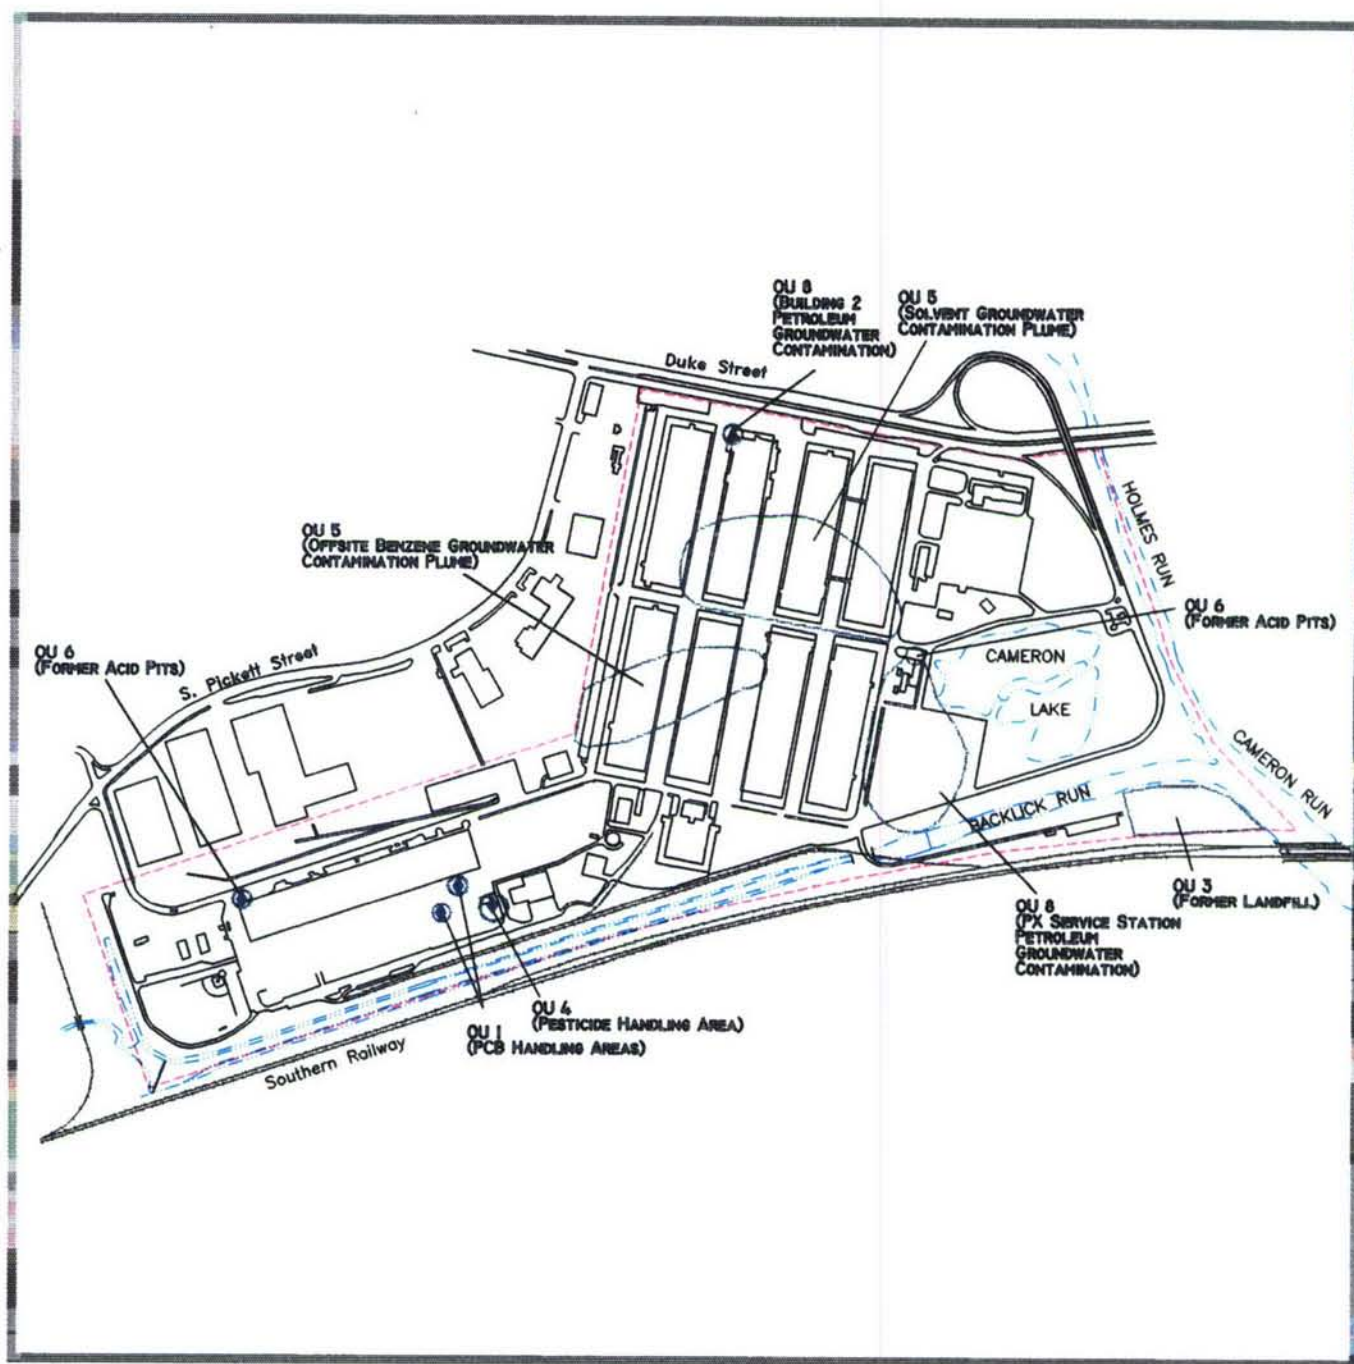 OU 8
(BUILDING 2
PETROLEUM
GROUNDWATER
CONTAMINATION)
OU 5
(SOLVENT GROUNDWATER
CONTAMINATION PLUME)
Duke Street
HOLMES RUN
OU 5
(OFFSITE BENZENE GROUNDWATER
CONTAMINATION PLUME)
OU 6
(FORMER ACID PITS)
OU 6
(FORMER ACID PITS)
S. Pickett Street
CAMERON
LAKE
CAMERON RUN
BACKLICK RUN
OU 3
(FORMER LANDFILL)
OU 8
(PX SERVICE STATION
PETROLEUM
GROUNDWATER
CONTAMINATION)
OU 4
(PESTICIDE HANDLING AREA)
OU 1
(PCB HANDLING AREAS)
Southern Railway